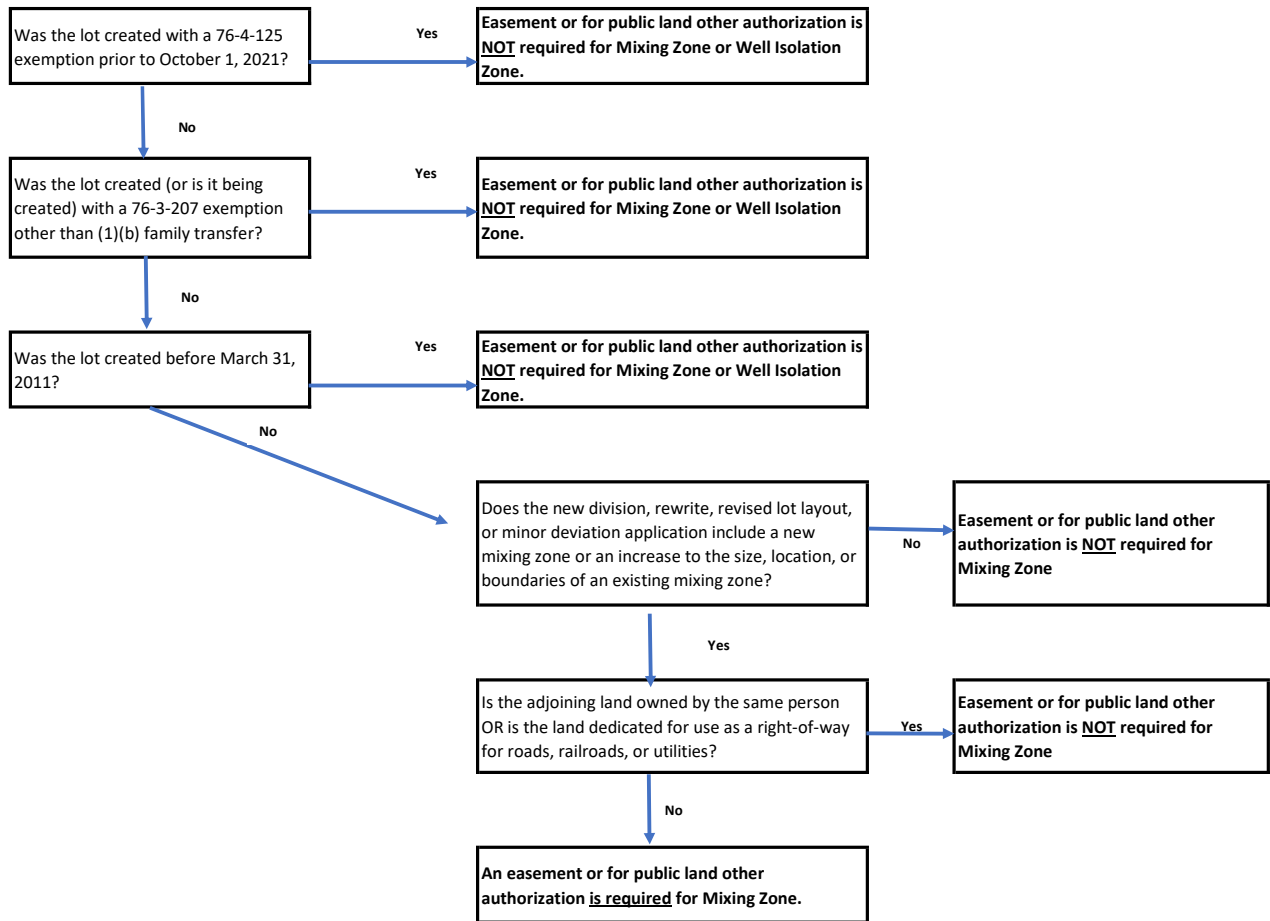 Was the lot created with a 76-4-125
exemption prior to October 1, 2021?
Yes
Easement or for public land other authorization is
NOT required for Mixing Zone or Well Isolation
Zone.
No
Was the lot created (or is it being
created) with a 76-3-207 exemption
other than (1)(b) family transfer?
Yes
Easement or for public land other authorization is
NOT required for Mixing Zone or Well Isolation
Zone.
No
Was the lot created before March 31,
2011?
Yes
Easement or for public land other authorization is
NOT required for Mixing Zone or Well Isolation
Zone.
No
Does the new division, rewrite, revised lot layout,
or minor deviation application include a new
mixing zone or an increase to the size, location, or
boundaries of an existing mixing zone?
No
Easement or for public land other
authorization is NOT required for
Mixing Zone
Yes
Is the adjoining land owned by the same person
OR is the land dedicated for use as a right-of-way
for roads, railroads, or utilities?
Yes
Easement or for public land other
authorization is NOT required for
Mixing Zone
No
An easement or for public land other
authorization is required for Mixing Zone.